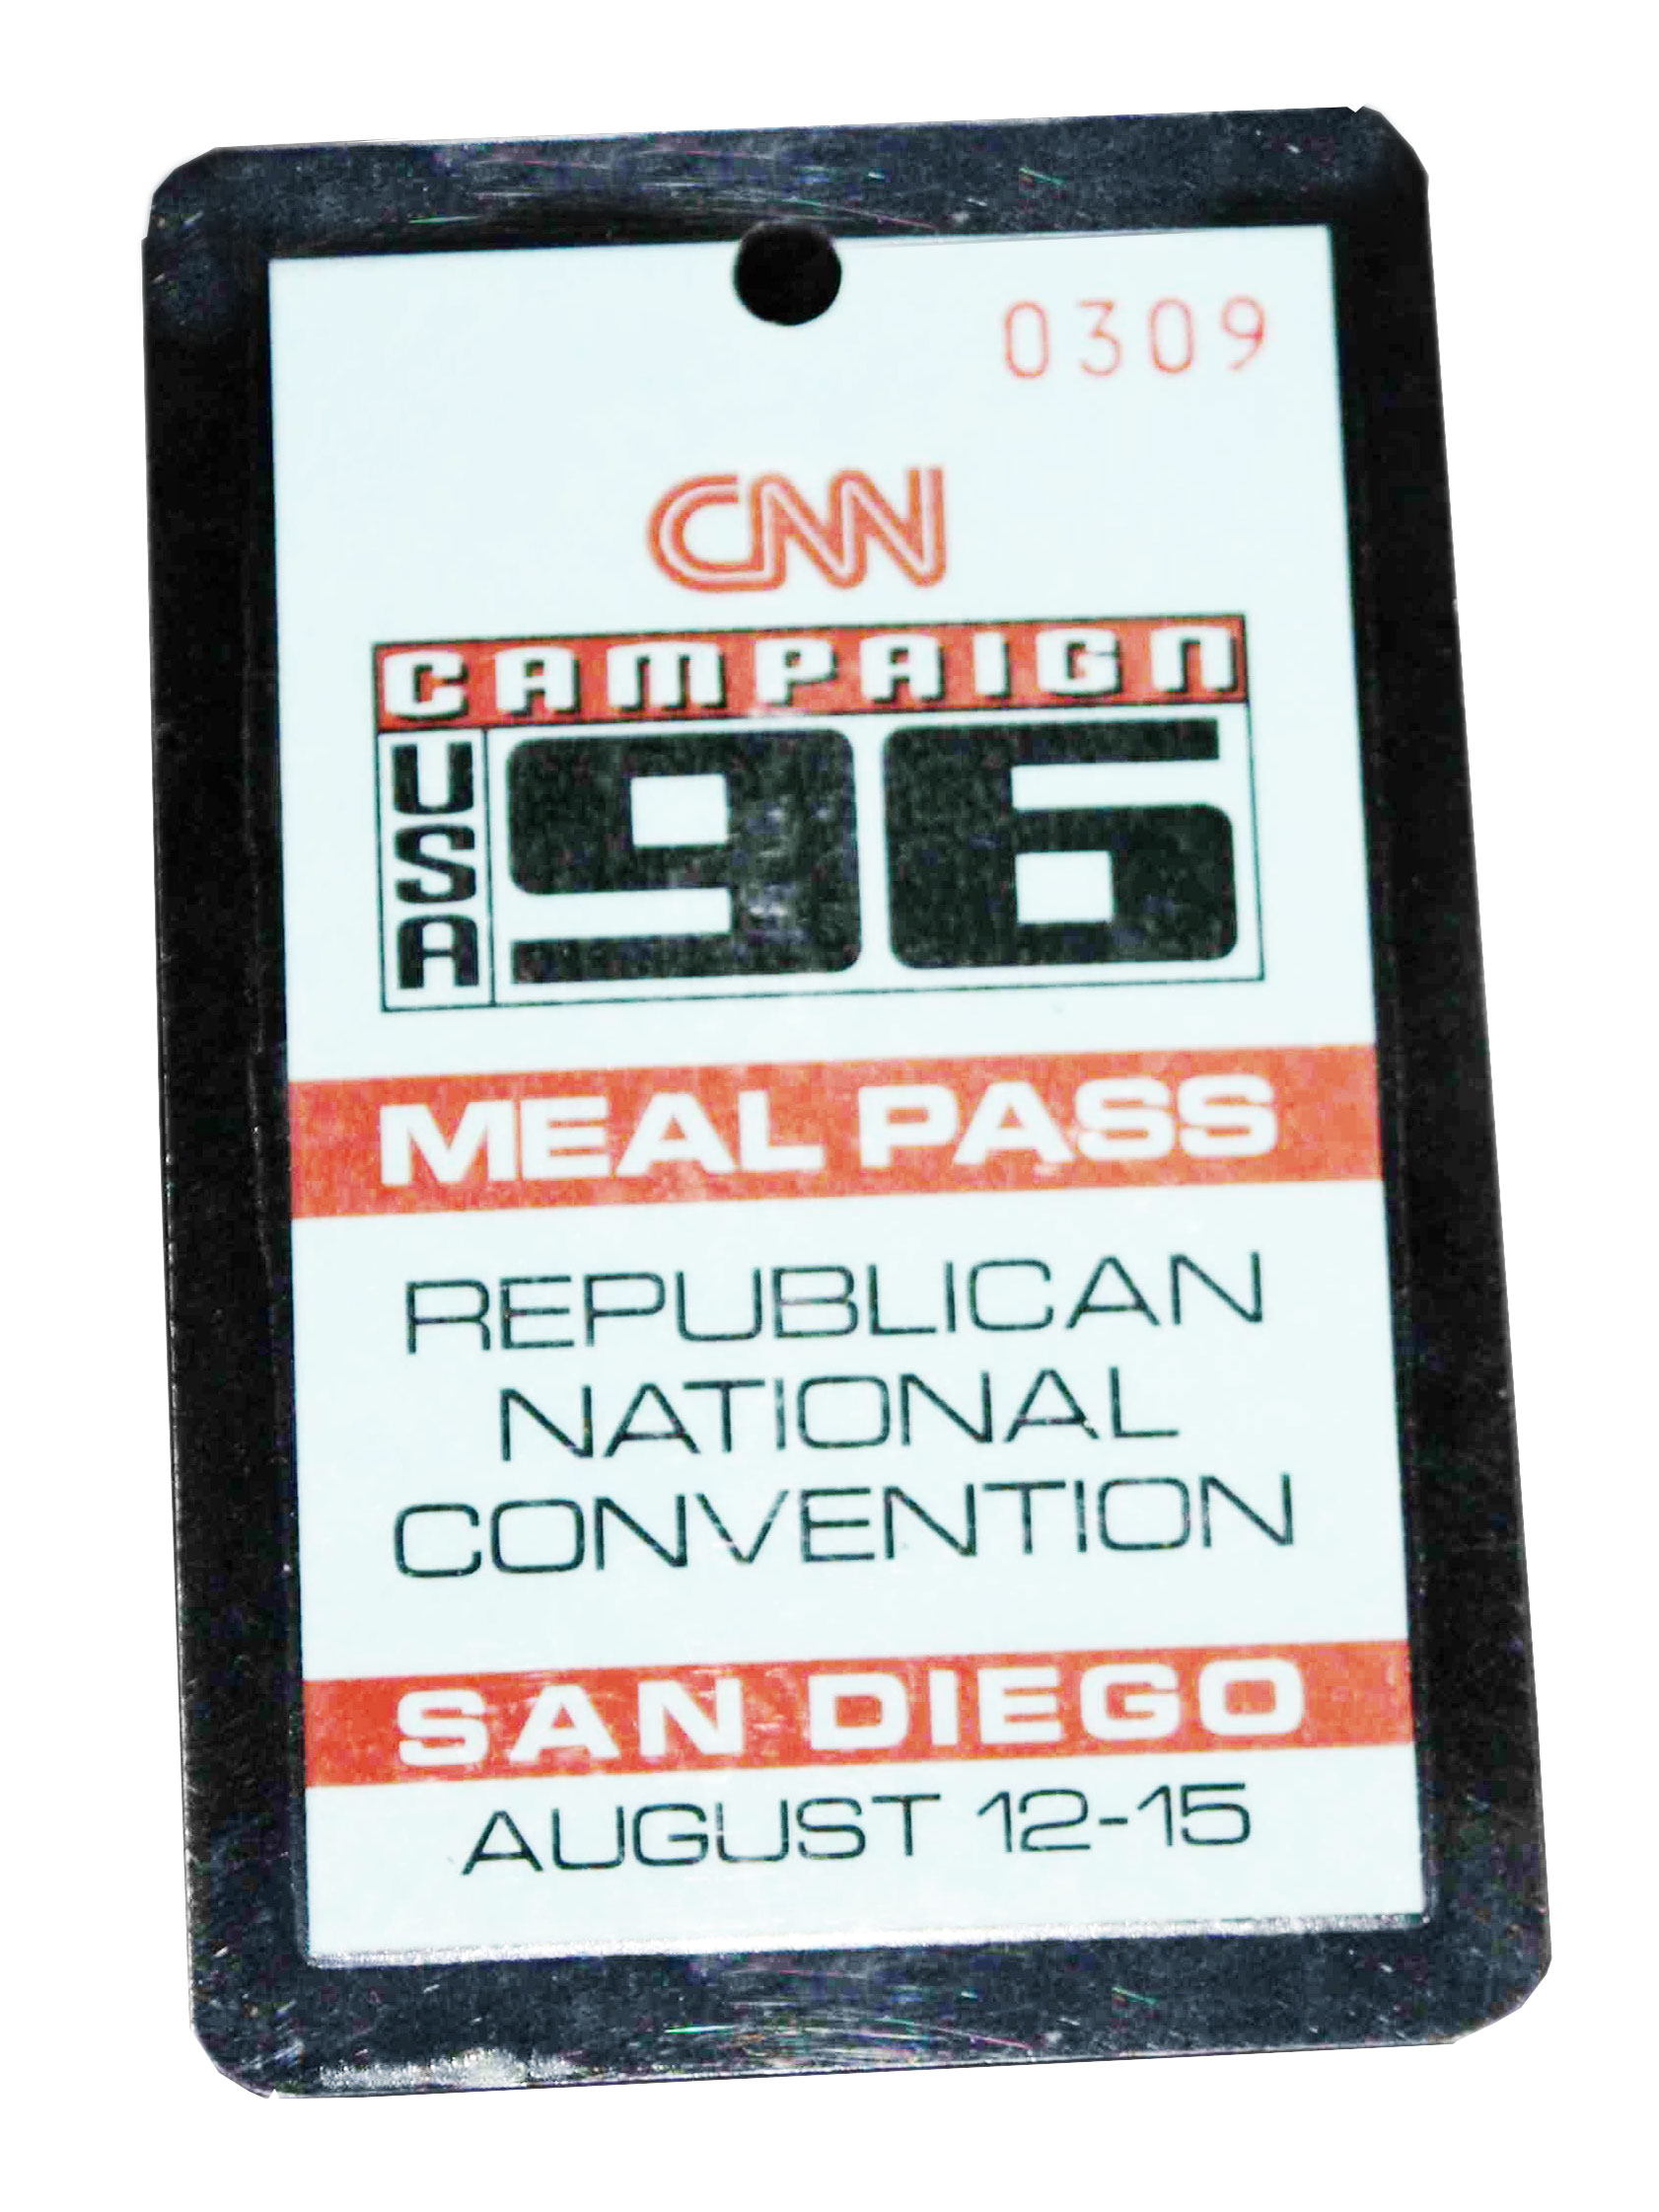 0309
CNN
CAMPAIGN
USA 96
MEAL PASS
REPUBLICAN
NATIONAL
CONVENTION
SAN DIEGO
AUGUST 12-15